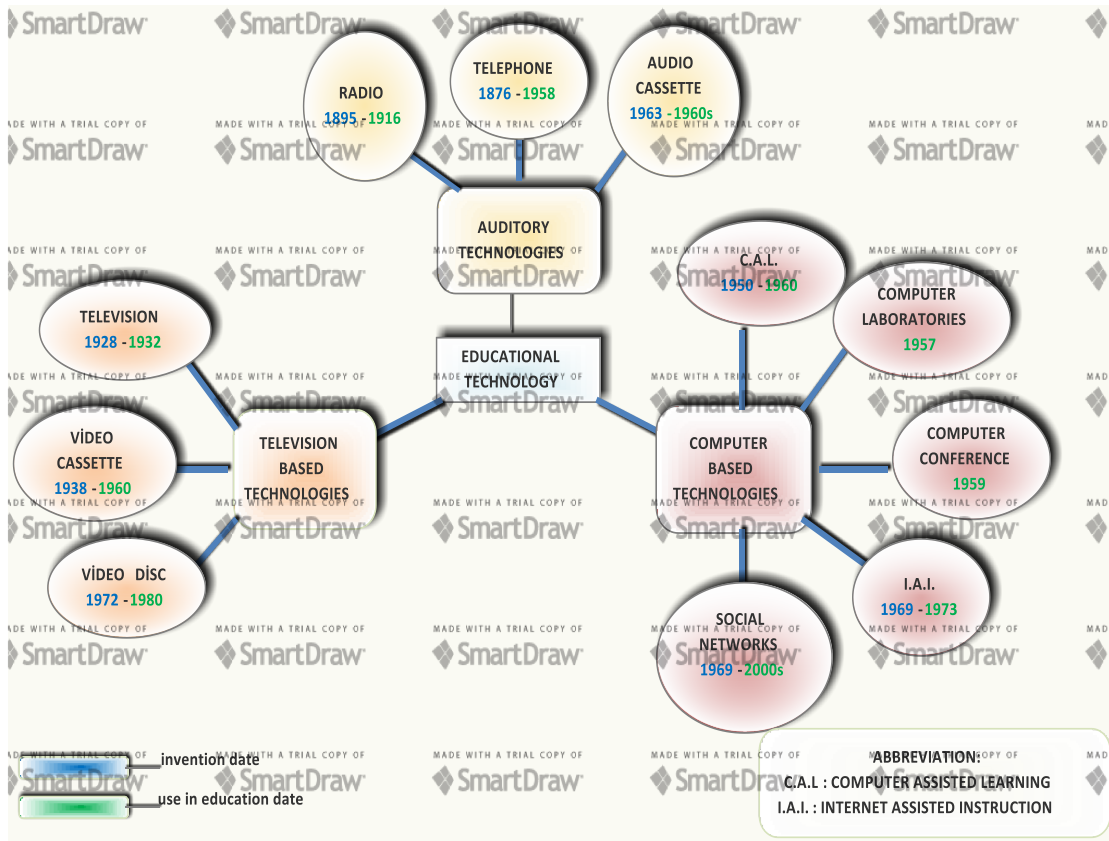 RADIO
1895 - 1916
TELEPHONE
1876 - 1958
AUDIO
CASSETTE
1963 - 1960s
AUDITORY
TECHNOLOGIES
C.A.L.
1950 - 1960
COMPUTER
LABORATORIES
1957
TELEVISION
1928 - 1932
EDUCATIONAL
TECHNOLOGY
VİDEO
CASSETTE
1938 - 1960
TELEVISION
BASED
TECHNOLOGIES
COMPUTER
BASED
TECHNOLOGIES
COMPUTER
CONFERENCE
1959
VİDEO DİSC
1972 - 1980
I.A.I.
1969 - 1973
SOCIAL
NETWORKS
1969 - 2000s
invention date
use in education date
ABBREVIATION:
C.A.L : COMPUTER ASSISTED LEARNING
I.A.I. : INTERNET ASSISTED INSTRUCTION
MADE WITH A TRIAL COPY OF
SmartDraw